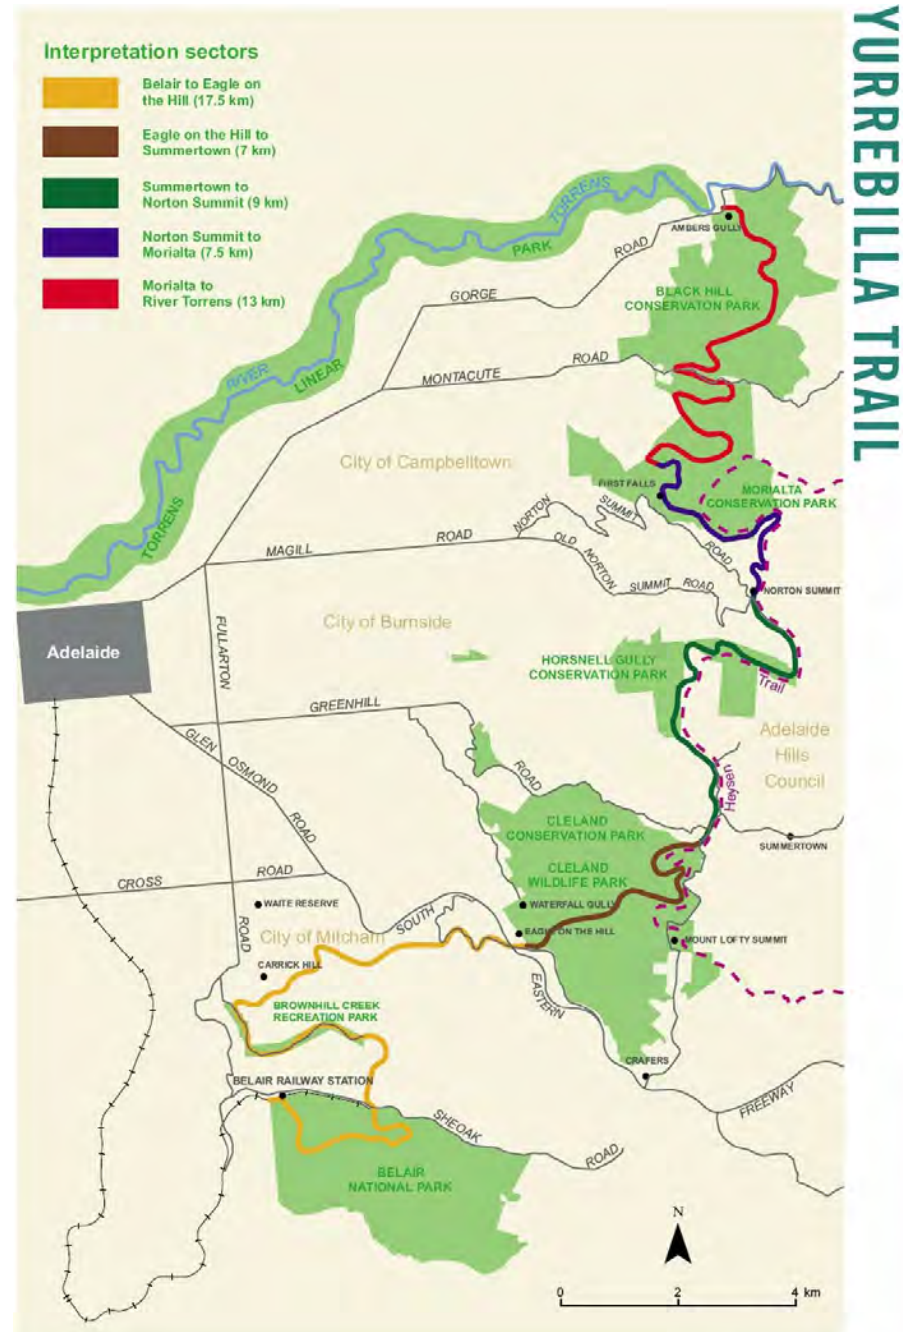 YURREBILLA TRAIL
Interpretation sectors
Belair to Eagle on
the Hill (17.5 km)
Eagle on the Hill to
Summertown (7 km)
Summertown to
Norton Summit (9 km)
Norton Summit to
Morialta (7.5 km)
Morialta to
River Torrens (13 km)
TORRENS
PARK
ROAD
AMBERS GULLY
GORGE
BLACK HILL
CONSERVATON PARK
RIVER
LINEAR
MONTACUTE
ROAD
City of Campbelltown
TORRENS
FIRST FALLS
MORIALTA
CONSERVATION PARK
NORTON
SUMMIT
ROAD
MAGILL
ROAD
OLD
NORTON
SUMMIT
ROAD
NORTON SUMMIT
Adelaide
FULLARTON
City of Burnside
HORSNELL GULLY
CONSERVATION PARK
Trail
GREENHILL
GLEN
OSMOND
ROAD
ROAD
Adelaide
Hills
Council
Heysen
CLELAND
CONSERVATION PARK
SUMMERTOWN
CLELAND
WILDLIFE PARK
CROSS
ROAD
WAITE RESERVE
WATERFALL GULLY
SOUTH
ROAD
City of Mitcham
EAGLE ON THE HILL
MOUNT LOFTY SUMMIT
CARRICK HILL
EASTERN
BROWNHILL CREEK
RECREATION PARK
CRAFERS
BELAIR RAILWAY STATION
FREEWAY
SHEOAK
ROAD
BELAIR
NATIONAL PARK
N
0 2 4 km